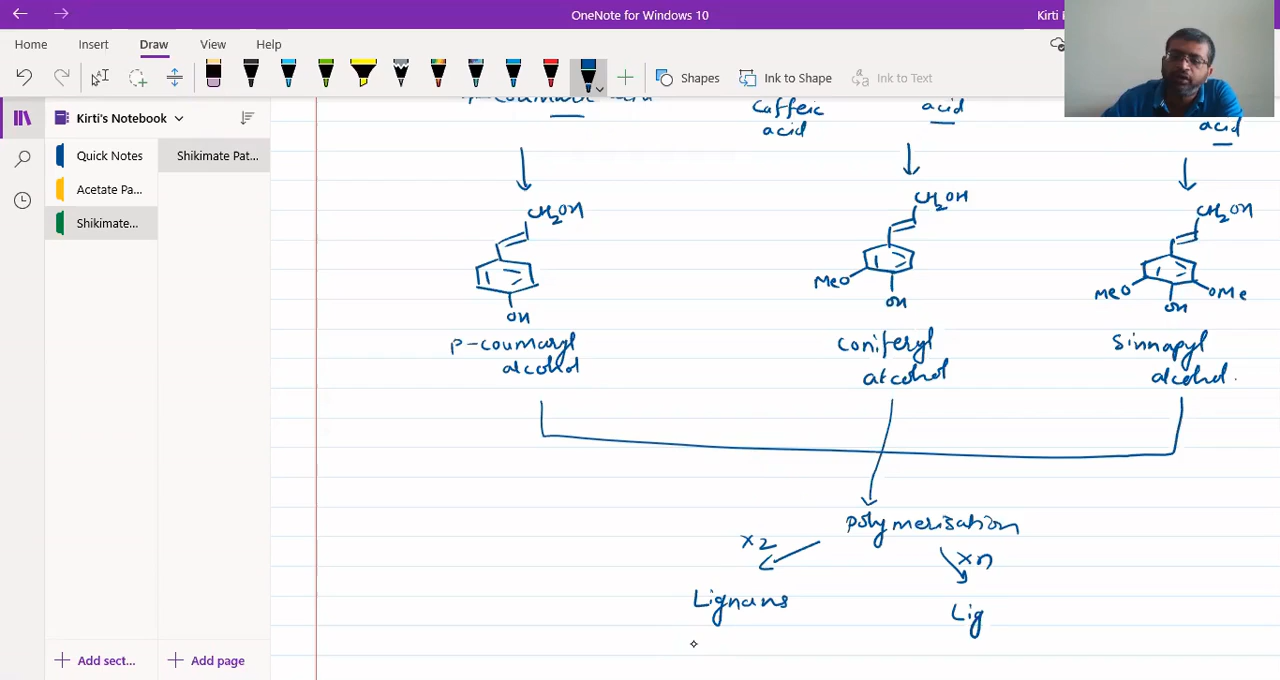 OneNote for Windows 10
Kirti
Home Insert Draw View Help
Shapes Ink to Shape Ink to Text
Kirti's Notebook
Quick Notes
Acetate Pa...
Shikimate...
Shikimate Pat...
Add sect...
Add page
Caffeic
acid
acid
acid
CH2OH
CH2OH
CH2OH
MeO
MeO
OMe
OH
OH
OH
P-coumaryl
alcohol
Coniferyl
alcohol
Sinnapyl
alcohol.
Polymerisation
x2
xn
Lignans
Lig